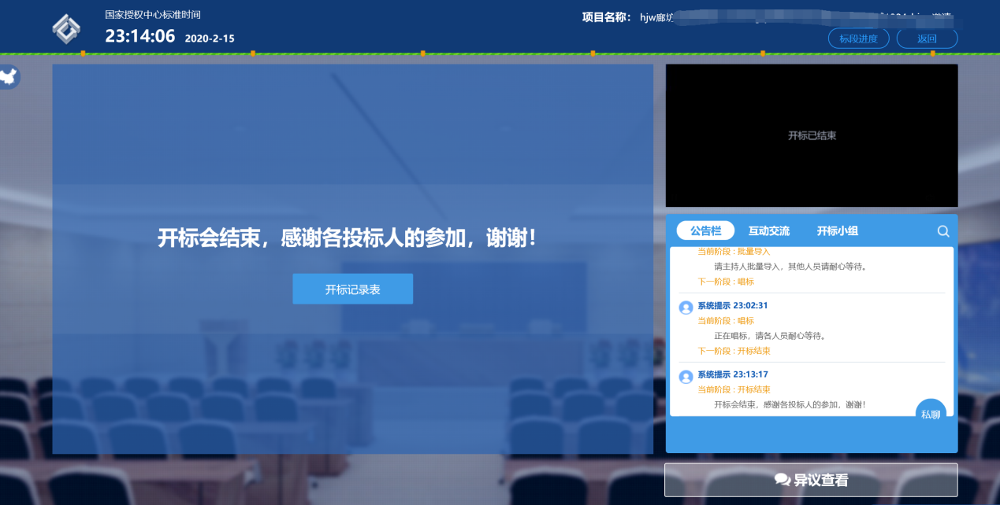 国家授权中心标准时间
23:14:06 2020-2-15
项目名称： hjw廊坊
标段进度 返回
开标会结束，感谢各投标人的参加，谢谢！
开标记录表
开标已结束
公告栏 互动交流 开标小组
当前阶段 : 批量导入
请主持人批量导入，其他人员请耐心等待。
下一阶段 : 唱标
系统提示 23:02:31
当前阶段 : 唱标
正在唱标，请各人员耐心等待。
下一阶段 : 开标结束
系统提示 23:13:17
当前阶段 : 开标结束
开标会结束，感谢各投标人的参加，谢谢！
私聊
异议查看